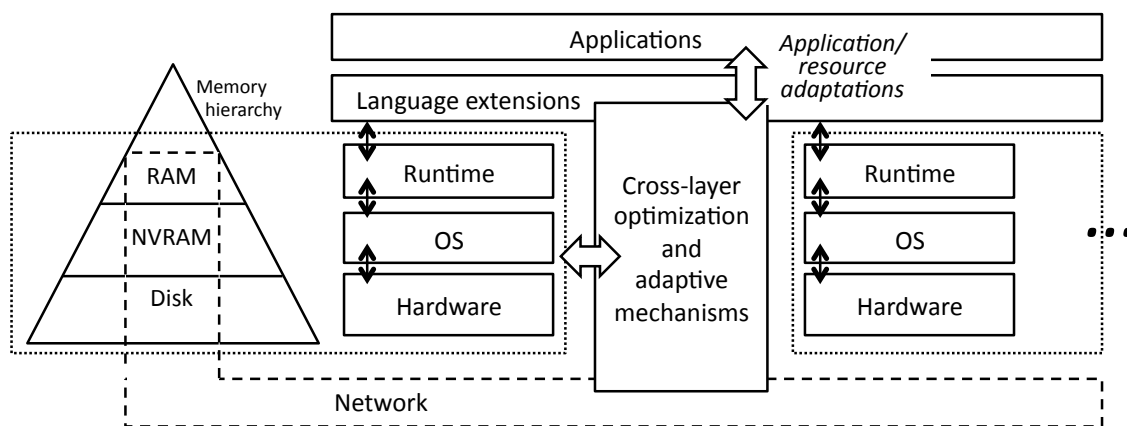 Applications
Application/
resource
adaptations
Memory
hierarchy
Language extensions
RAM
NVRAM
Disk
Runtime
OS
Hardware
Cross-layer
optimization
and
adaptive
mechanisms
Runtime
OS
Hardware
...
Network